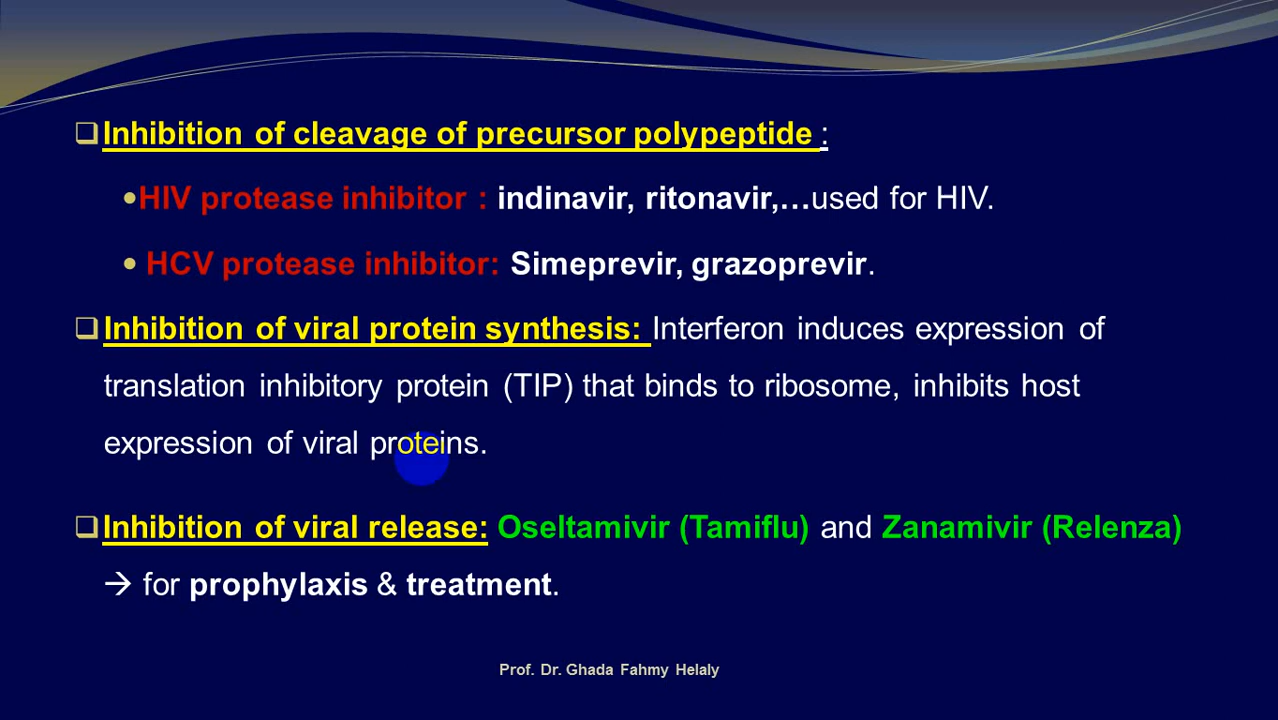 Inhibition of cleavage of precursor polypeptide :
HIV protease inhibitor : indinavir, ritonavir,…used for HIV.
HCV protease inhibitor: Simeprevir, grazoprevir.
Inhibition of viral protein synthesis: Interferon induces expression of
translation inhibitory protein (TIP) that binds to ribosome, inhibits host
expression of viral proteins.
Inhibition of viral release: Oseltamivir (Tamiflu) and Zanamivir (Relenza)
→ for prophylaxis & treatment.
Prof. Dr. Ghada Fahmy Helaly